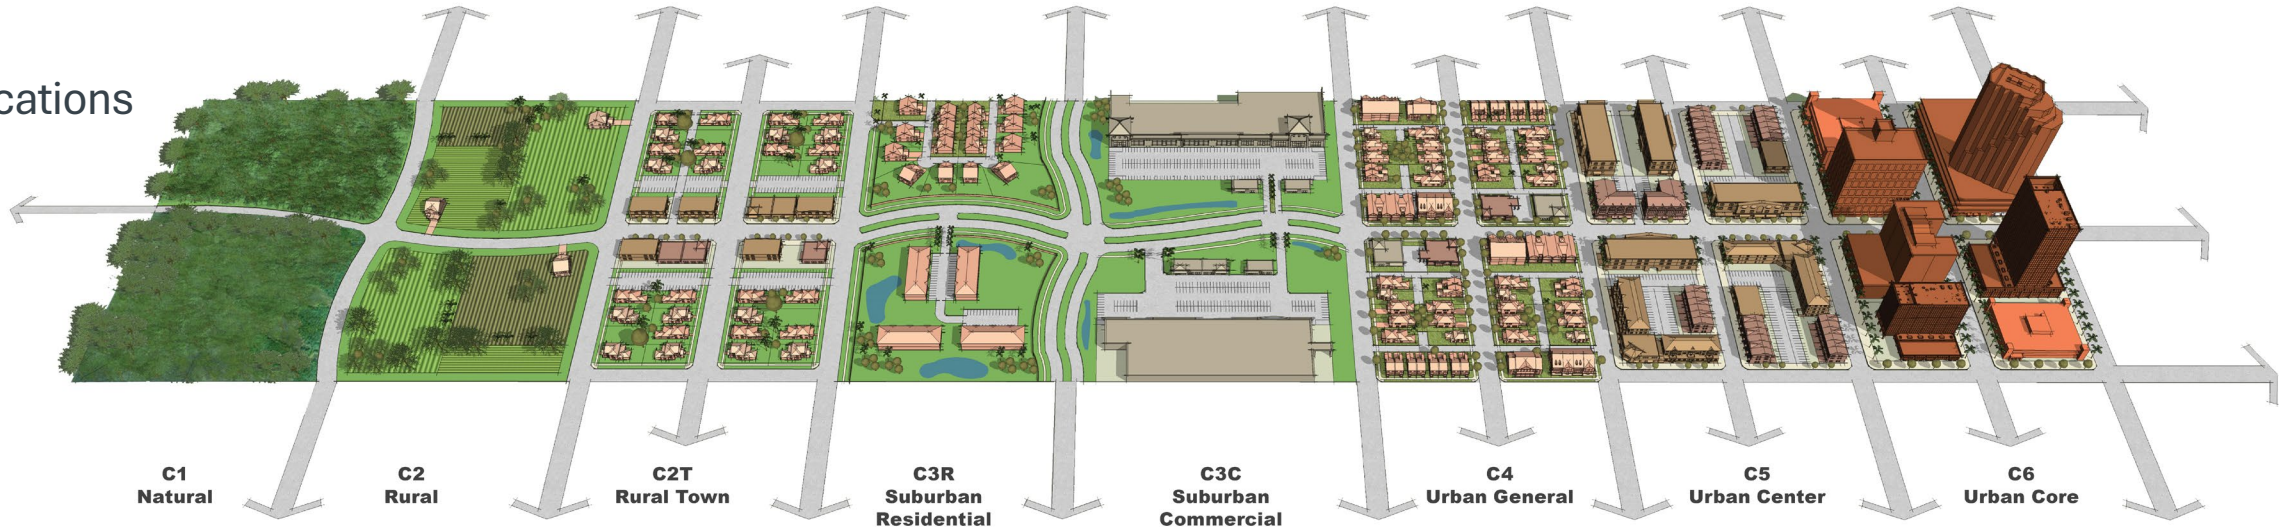 cations
C1
Natural
C2
Rural
C2T
Rural Town
C3R
Suburban
Residential
C3C
Suburban
Commercial
C4
Urban General
C5
Urban Center
C6
Urban Core